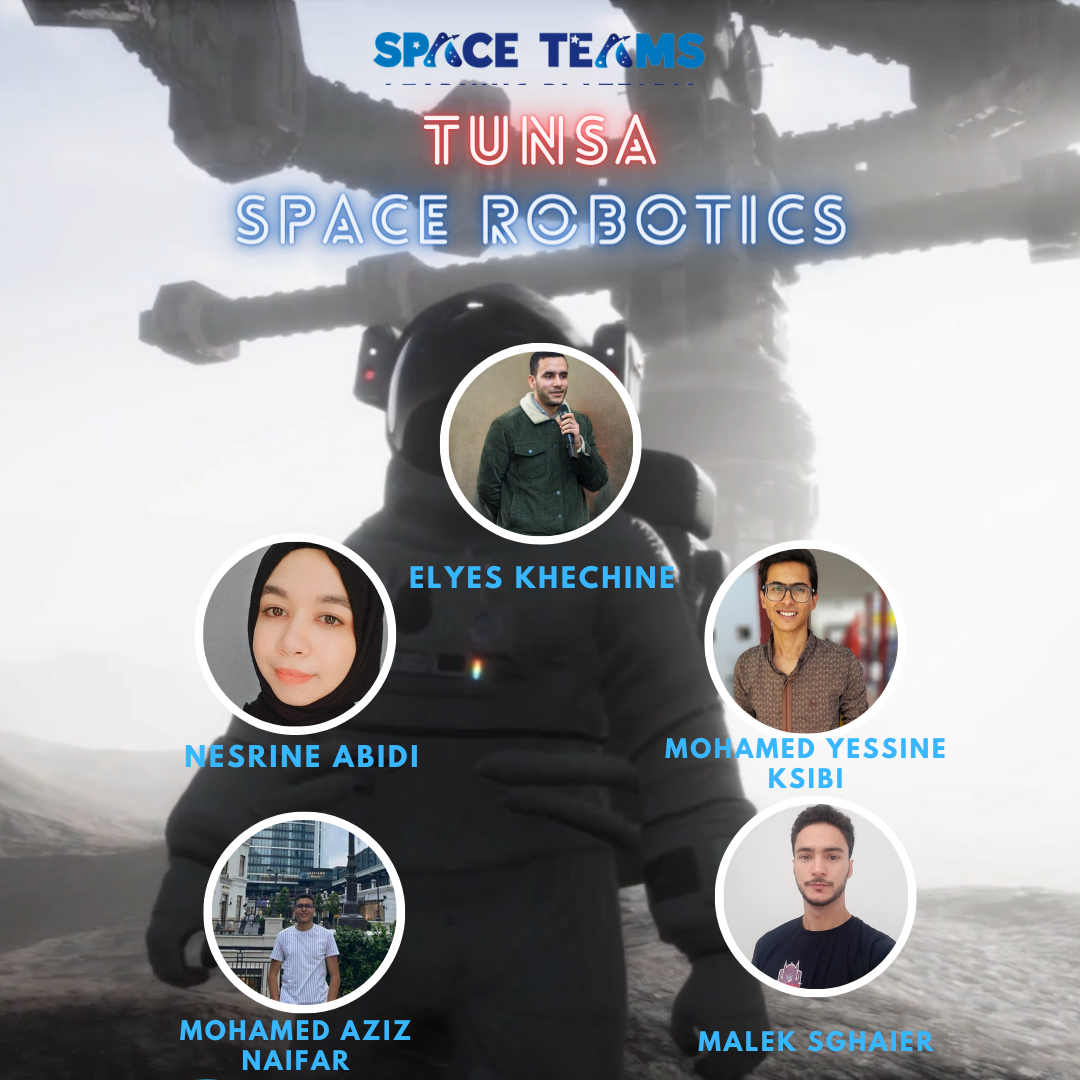 SPACE TEAMS
TUNSA
SPACE ROBOTICS
ELYES KHECHINE
NESRINE ABIDI
MOHAMED YESSINE
KSIBI
MOHAMED AZIZ
NAIFAR
MALEK SGHAIER